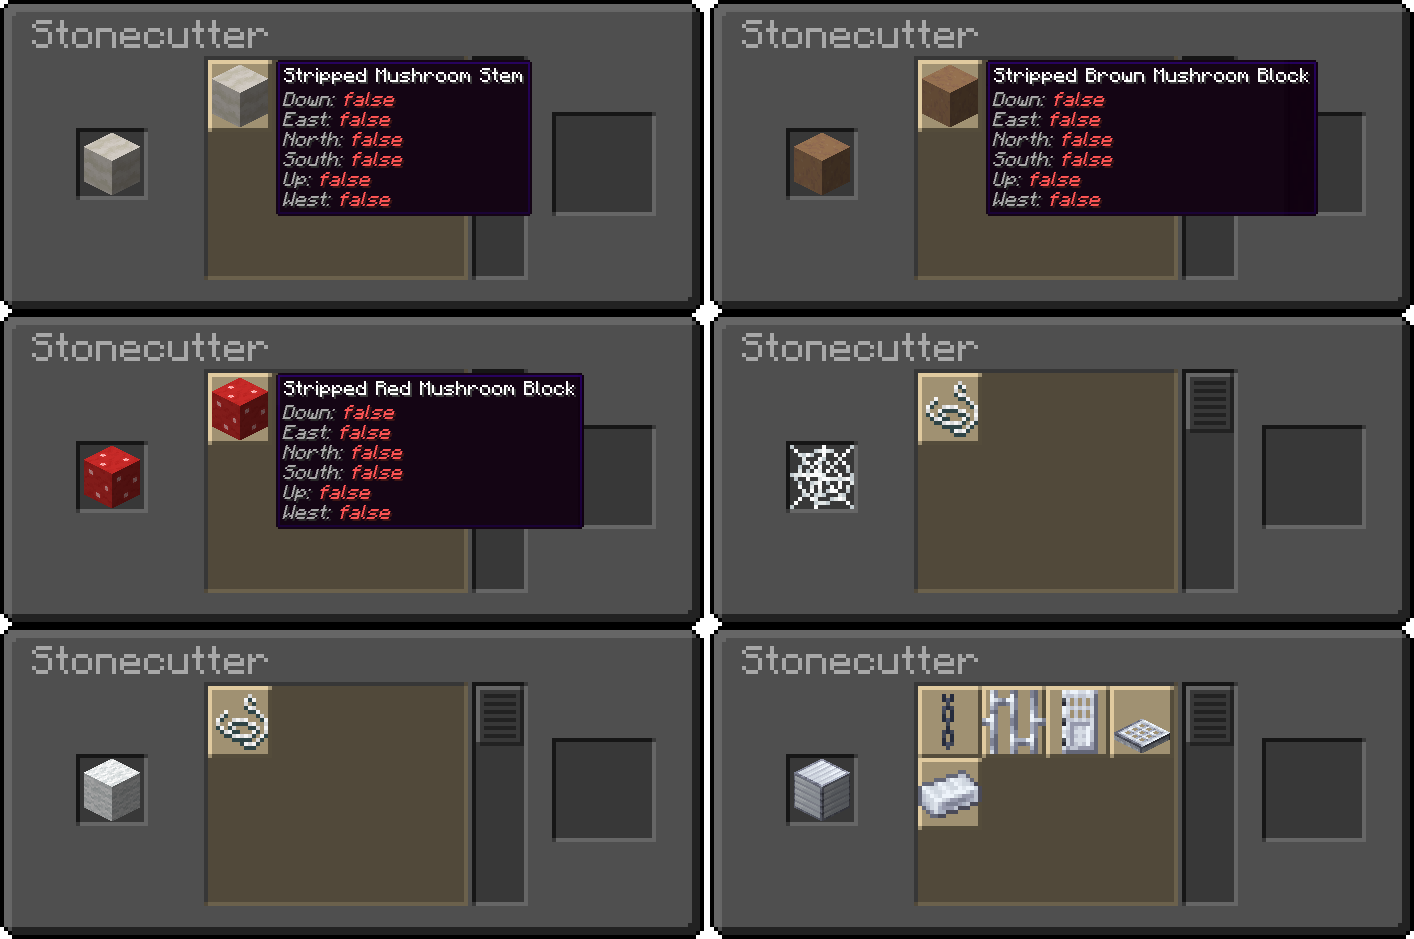 Stonecutter
Stripped Mushroom Stem
Down: false
East: false
North: false
South: false
Up: false
West: false
Stonecutter
Stripped Brown Mushroom Block
Down: false
East: false
North: false
South: false
Up: false
West: false
Stonecutter
Stripped Red Mushroom Block
Down: false
East: false
North: false
South: false
Up: false
West: false
Stonecutter
Stonecutter
Stonecutter